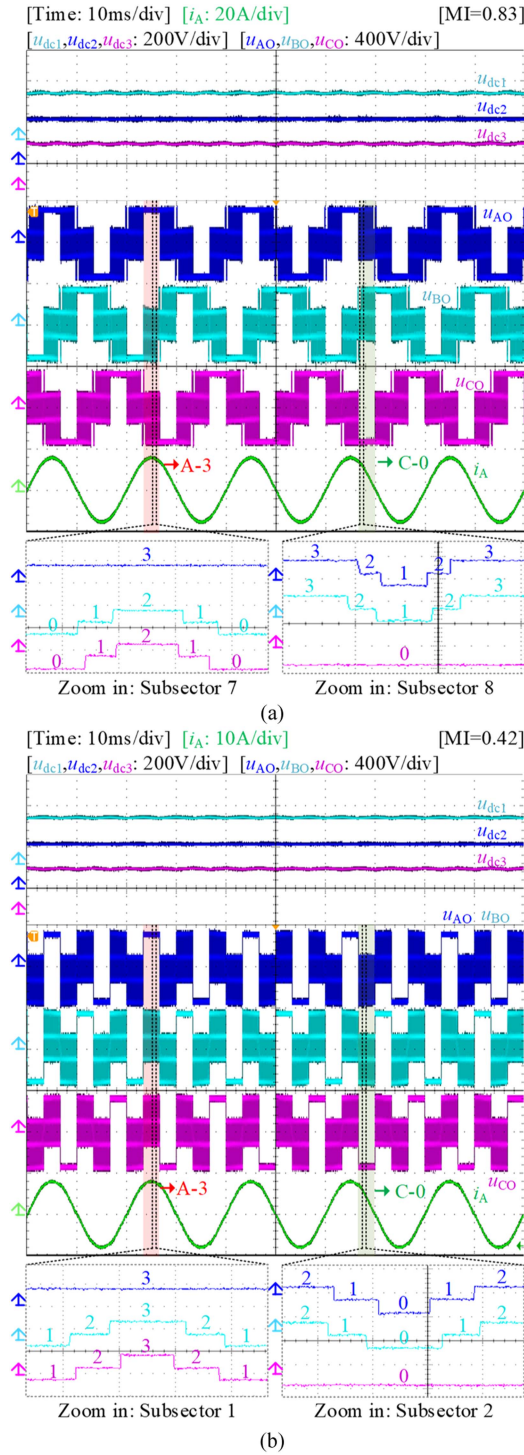 [Time: 10ms/div] [iA: 20A/div] [MI=0.83]
[udc1,udc2,udc3: 200V/div] [uAO,uBO,uCO: 400V/div]
udc1
udc2
udc3
T
uAO
uBO
uCO
A-3 C-0 iA
3
2
0 1 1 0
2
0 1 1 0
3 2 1 2 3
3 2 1 2 3
0
Zoom in: Subsector 7 Zoom in: Subsector 8
(a)
[Time: 10ms/div] [iA: 10A/div] [MI=0.42]
[udc1,udc2,udc3: 200V/div] [uAO,uBO,uCO: 400V/div]
udc1
udc2
udc3
uAO uBO
T
uCO
A-3 C-0 iA
3
1 2 3 2 1
1 2 3 2 1
2 1 0 1 2
2 1 0 1 2
0
Zoom in: Subsector 1 Zoom in: Subsector 2
(b)